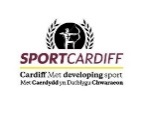 SPORTCARDIFF
Cardiff Met developing sport
Met Caerdydd yn Datblygu Chwaraeon